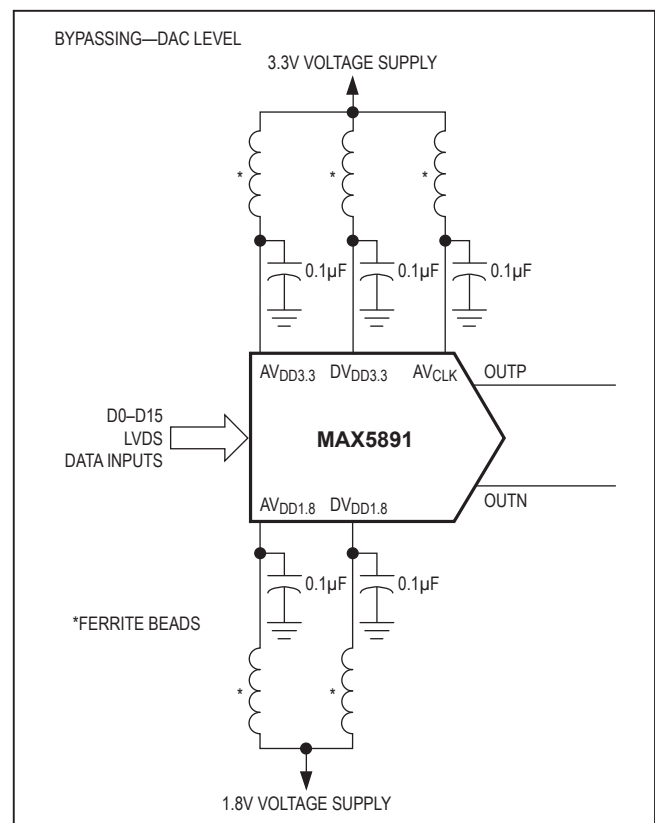 BYPASSING—DAC LEVEL
3.3V VOLTAGE SUPPLY
* * *
0.1µF 0.1µF 0.1µF
AVDD3.3 DVDD3.3 AVCLK
OUTP
D0–D15
LVDS
DATA INPUTS
MAX5891
AVDD1.8 DVDD1.8
OUTN
0.1µF 0.1µF
*FERRITE BEADS
* *
1.8V VOLTAGE SUPPLY